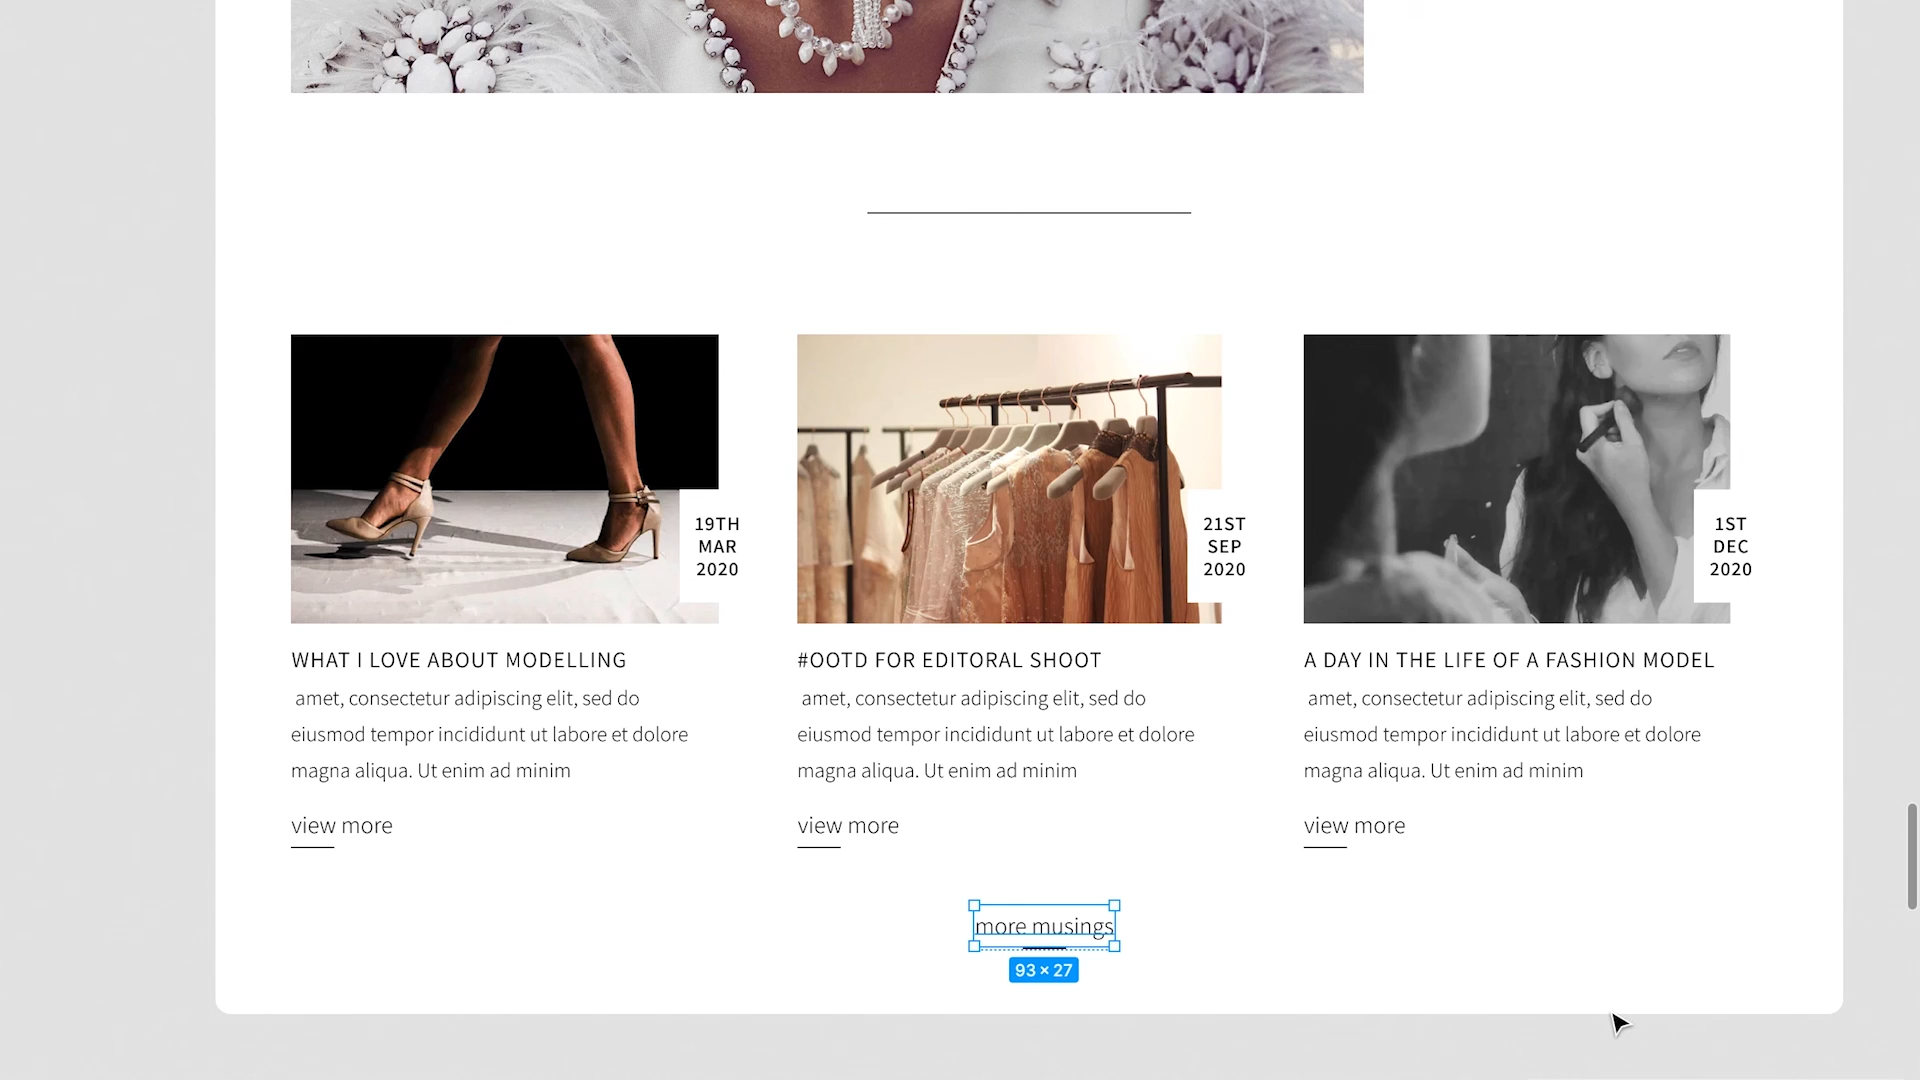 19TH
MAR
2020
21ST
SEP
2020
1ST
DEC
2020
WHAT I LOVE ABOUT MODELLING
amet, consectetur adipiscing elit, sed do
eiusmod tempor incididunt ut labore et dolore
magna aliqua. Ut enim ad minim
view more
#OOTD FOR EDITORAL SHOOT
amet, consectetur adipiscing elit, sed do
eiusmod tempor incididunt ut labore et dolore
magna aliqua. Ut enim ad minim
view more
A DAY IN THE LIFE OF A FASHION MODEL
amet, consectetur adipiscing elit, sed do
eiusmod tempor incididunt ut labore et dolore
magna aliqua. Ut enim ad minim
view more
more musings
93 × 27